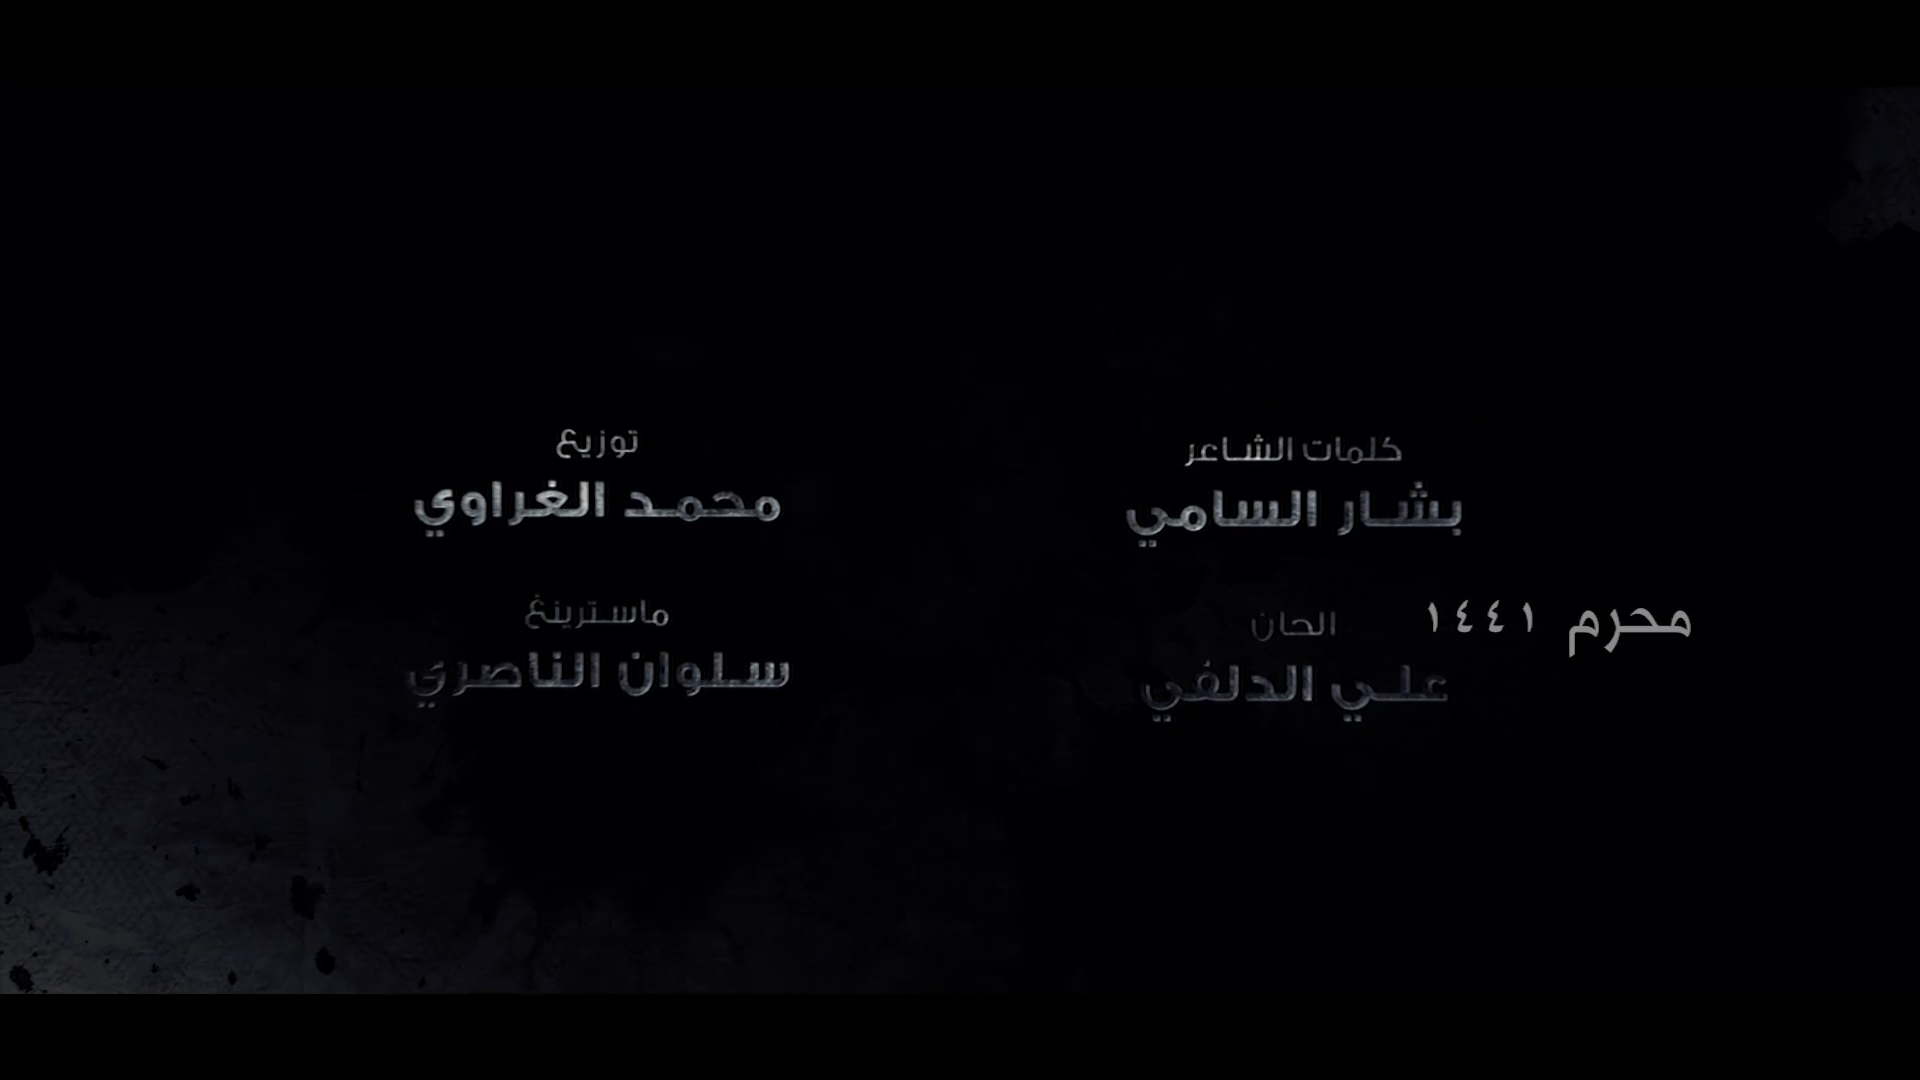 كلمات الشاعر
بشار السامي
الحان
علي الدلفي
محرم ١٤٤١
توزيع
محمد الغراوي
ماسترينغ
سلوان الناصري